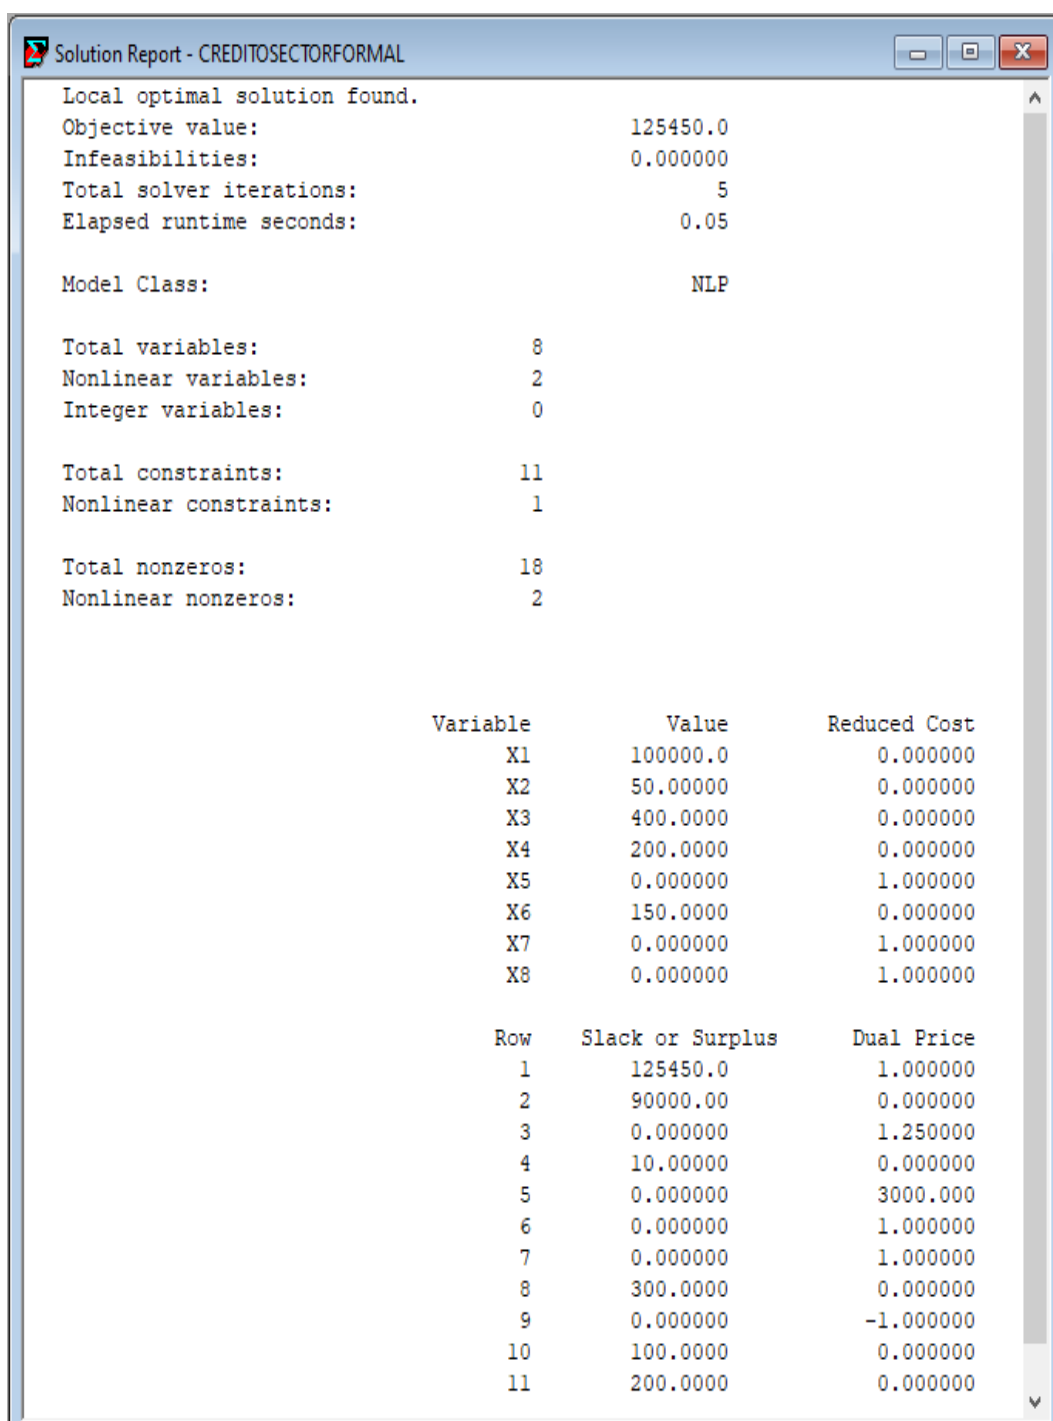 Solution Report - CREDITOSECTORFORMAL
Local optimal solution found.
Objective value: 125450.0
Infeasibilities: 0.000000
Total solver iterations: 5
Elapsed runtime seconds: 0.05
Model Class: NLP
Total variables: 8
Nonlinear variables: 2
Integer variables: 0
Total constraints: 11
Nonlinear constraints: 1
Total nonzeros: 18
Nonlinear nonzeros: 2
Variable Value Reduced Cost
X1 100000.0 0.000000
X2 50.00000 0.000000
X3 400.0000 0.000000
X4 200.0000 0.000000
X5 0.000000 1.000000
X6 150.0000 0.000000
X7 0.000000 1.000000
X8 0.000000 1.000000
Row Slack or Surplus Dual Price
1 125450.0 1.000000
2 90000.00 0.000000
3 0.000000 1.250000
4 10.00000 0.000000
5 0.000000 3000.000
6 0.000000 1.000000
7 0.000000 1.000000
8 300.0000 0.000000
9 0.000000 -1.000000
10 100.0000 0.000000
11 200.0000 0.000000